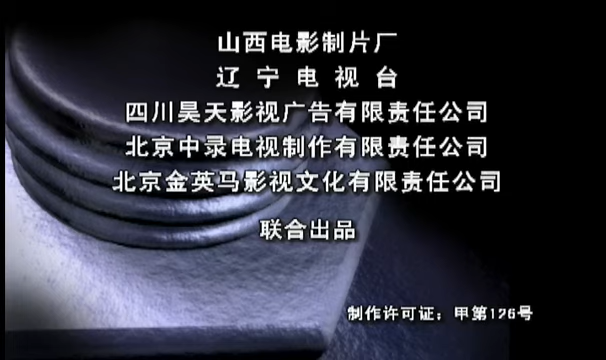 山西电影制片厂
辽宁电视台
四川昊天影视广告有限责任公司
北京中录电视制作有限责任公司
北京金英马影视文化有限责任公司
联合出品
制作许可证：甲第126号